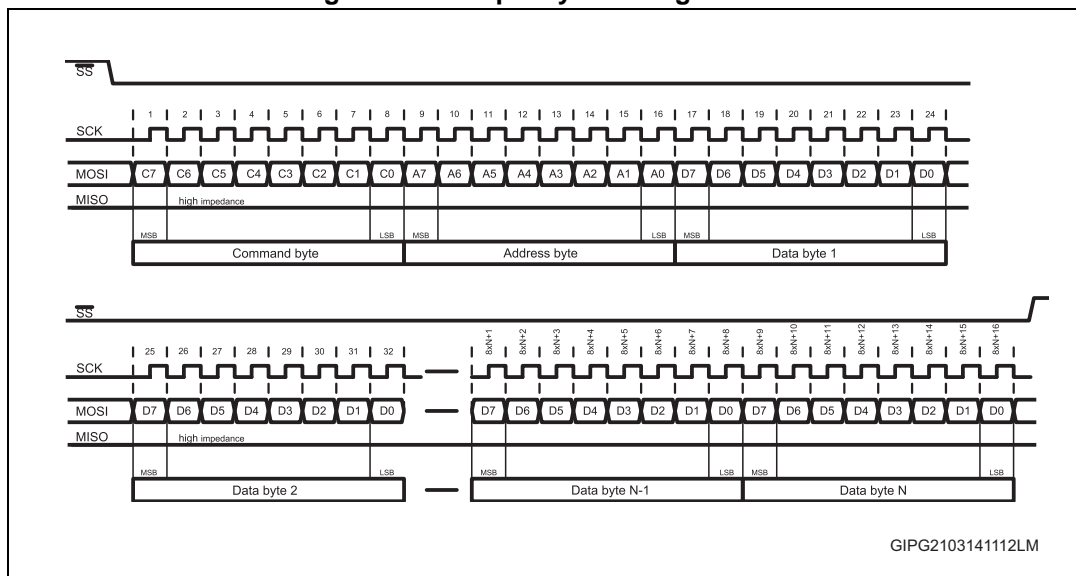 SS
1 2 3 4 5 6 7 8 9 10 11 12 13 14 15 16 17 18 19 20 21 22 23 24
SCK
MOSI C7 C6 C5 C4 C3 C2 C1 C0 A7 A6 A5 A4 A3 A2 A1 A0 D7 D6 D5 D4 D3 D2 D1 D0
MISO high impedance
MSB LSB MSB LSB MSB LSB
Command byte Address byte Data byte 1
SS
25 26 27 28 29 30 31 32 8xN+1 8xN+2 8xN+3 8xN+4 8xN+5 8xN+6 8xN+7 8xN+8 8xN+9 8xN+10 8xN+11 8xN+12 8xN+13 8xN+14 8xN+15 8xN+16
SCK
MOSI D7 D6 D5 D4 D3 D2 D1 D0 D7 D6 D5 D4 D3 D2 D1 D0 D7 D6 D5 D4 D3 D2 D1 D0
MISO high impedance
MSB LSB MSB LSB MSB LSB
Data byte 2 Data byte N-1 Data byte N
GIPG2103141112LM